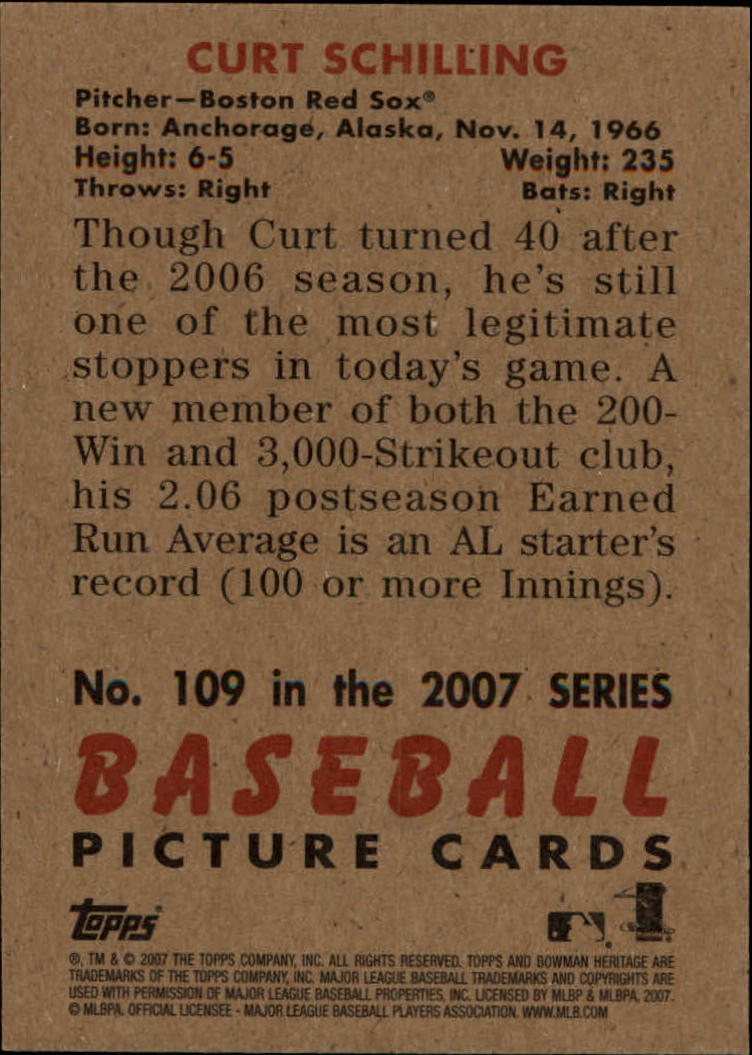 CURT SCHILLING
Pitcher—Boston Red Sox®
Born: Anchorage, Alaska, Nov. 14, 1966
Height: 6-5 Weight: 235
Throws: Right Bats: Right
Though Curt turned 40 after
the 2006 season, he's still
one of the most legitimate
stoppers in today's game. A
new member of both the 200-
Win and 3,000-Strikeout club,
his 2.06 postseason Earned
Run Average is an AL starter's
record (100 or more Innings).
No. 109 in the 2007 SERIES
BASEBALL
PICTURE CARDS
Topps
®, TM & © 2007 THE TOPPS COMPANY, INC. ALL RIGHTS RESERVED. TOPPS AND BOWMAN HERITAGE ARE
TRADEMARKS OF THE TOPPS COMPANY, INC. MAJOR LEAGUE BASEBALL TRADEMARKS AND COPYRIGHTS ARE
USED WITH PERMISSION OF MAJOR LEAGUE BASEBALL PROPERTIES, INC. LICENSED BY MLBP & MLBPA, 2007.
© MLBPA. OFFICIAL LICENSEE - MAJOR LEAGUE BASEBALL PLAYERS ASSOCIATION. WWW.MLB.COM